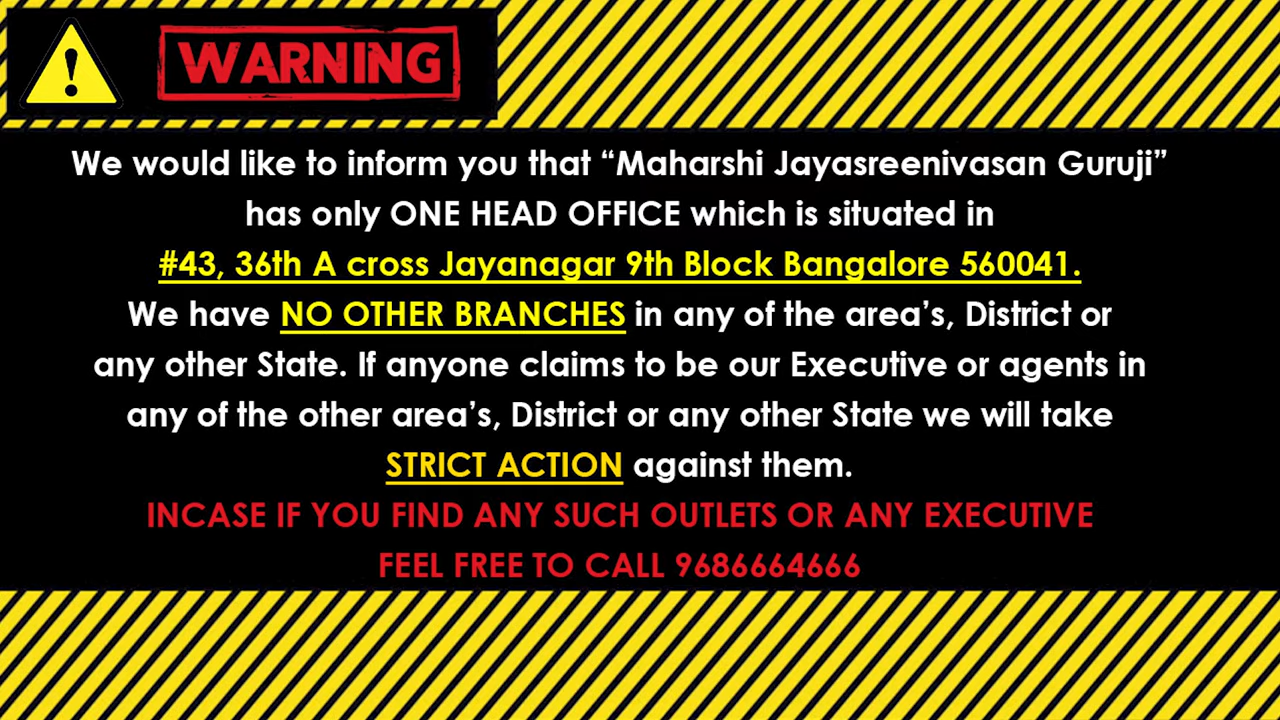 WARNING
We would like to inform you that “Maharshi Jayasreenivasan Guruji”
has only ONE HEAD OFFICE which is situated in
#43, 36th A cross Jayanagar 9th Block Bangalore 560041.
We have NO OTHER BRANCHES in any of the area’s, District or
any other State. If anyone claims to be our Executive or agents in
any of the other area’s, District or any other State we will take
STRICT ACTION against them.
INCASE IF YOU FIND ANY SUCH OUTLETS OR ANY EXECUTIVE
FEEL FREE TO CALL 9686664666